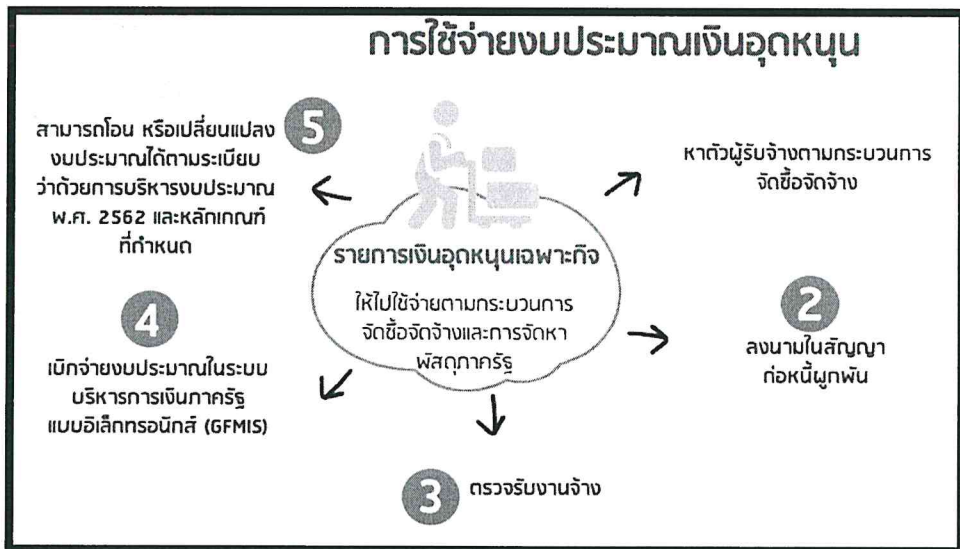 การใช้จ่ายงบประมาณเงินอุดหนุน
หาตัวผู้รับจ้างตามกระบวนการ
จัดซื้อจัดจ้าง
2
ลงนามในสัญญา
ก่อหนี้ผูกพัน
3
ตรวจรับงานจ้าง
4
เบิกจ่ายงบประมาณในระบบ
บริหารการเงินภาครัฐ
แบบอิเล็กทรอนิกส์ (GFMIS)
5
สามารถโอน หรือเปลี่ยนแปลง
งบประมาณได้ตามระเบียบ
ว่าด้วยการบริหารงบประมาณ
พ.ศ. 2562 และหลักเกณฑ์
ที่กำหนด
รายการเงินอุดหนุนเฉพาะกิจ
ให้ไปใช้จ่ายตามกระบวนการ
จัดซื้อจัดจ้างและการจัดหา
พัสดุภาครัฐ